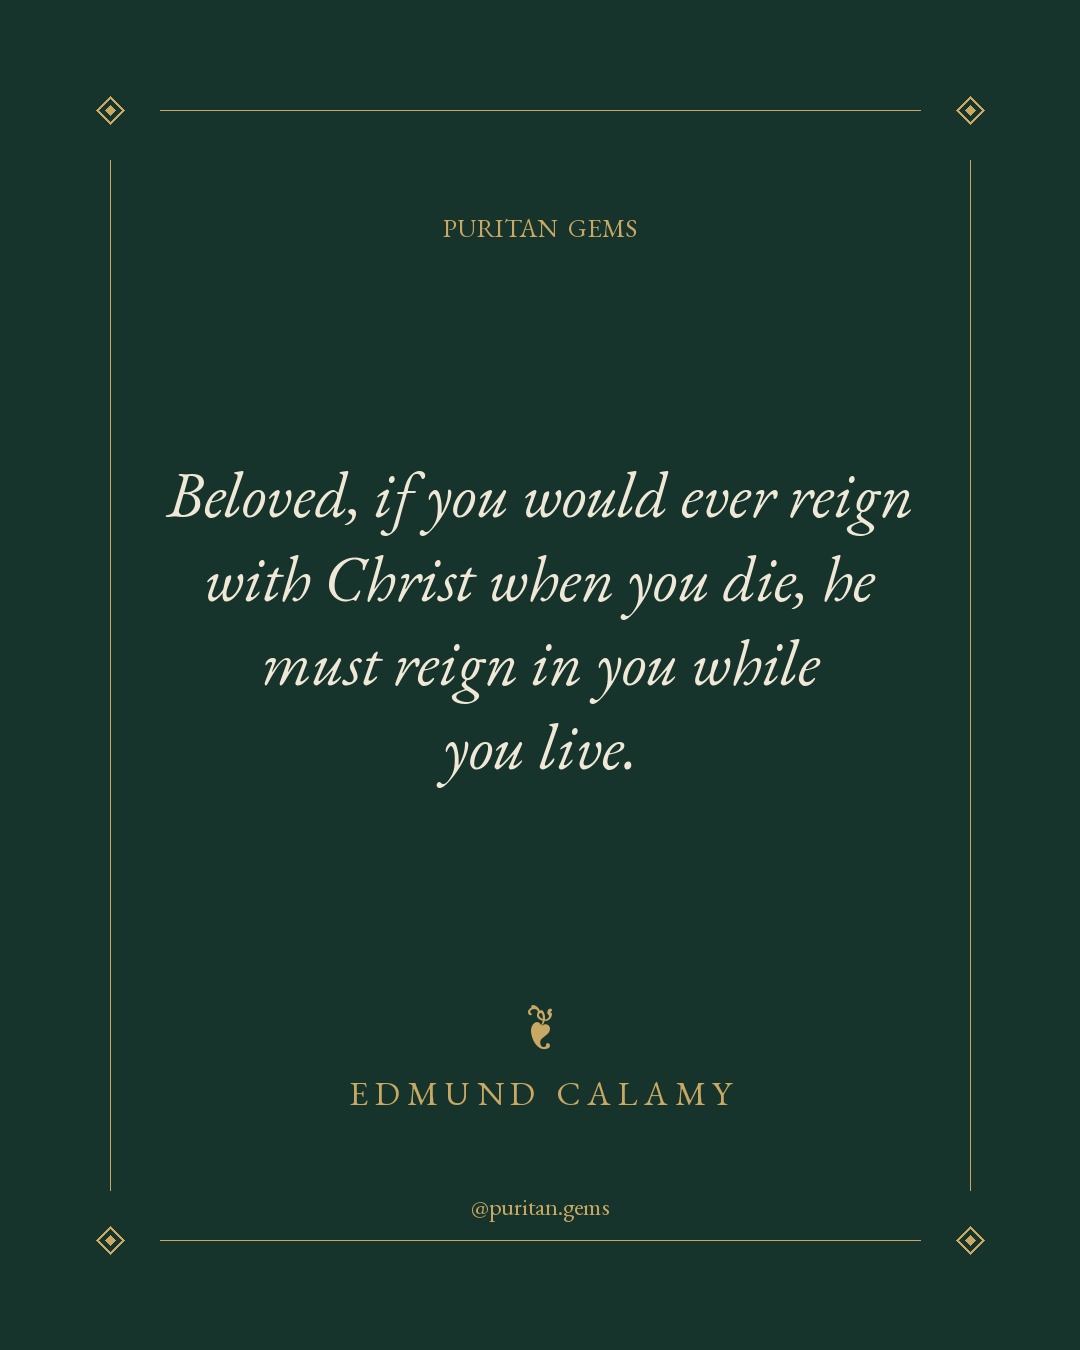 PURITAN GEMS
Beloved, if you would ever reign
with Christ when you die, he
must reign in you while
you live.
EDMUND CALAMY
@puritan.gems